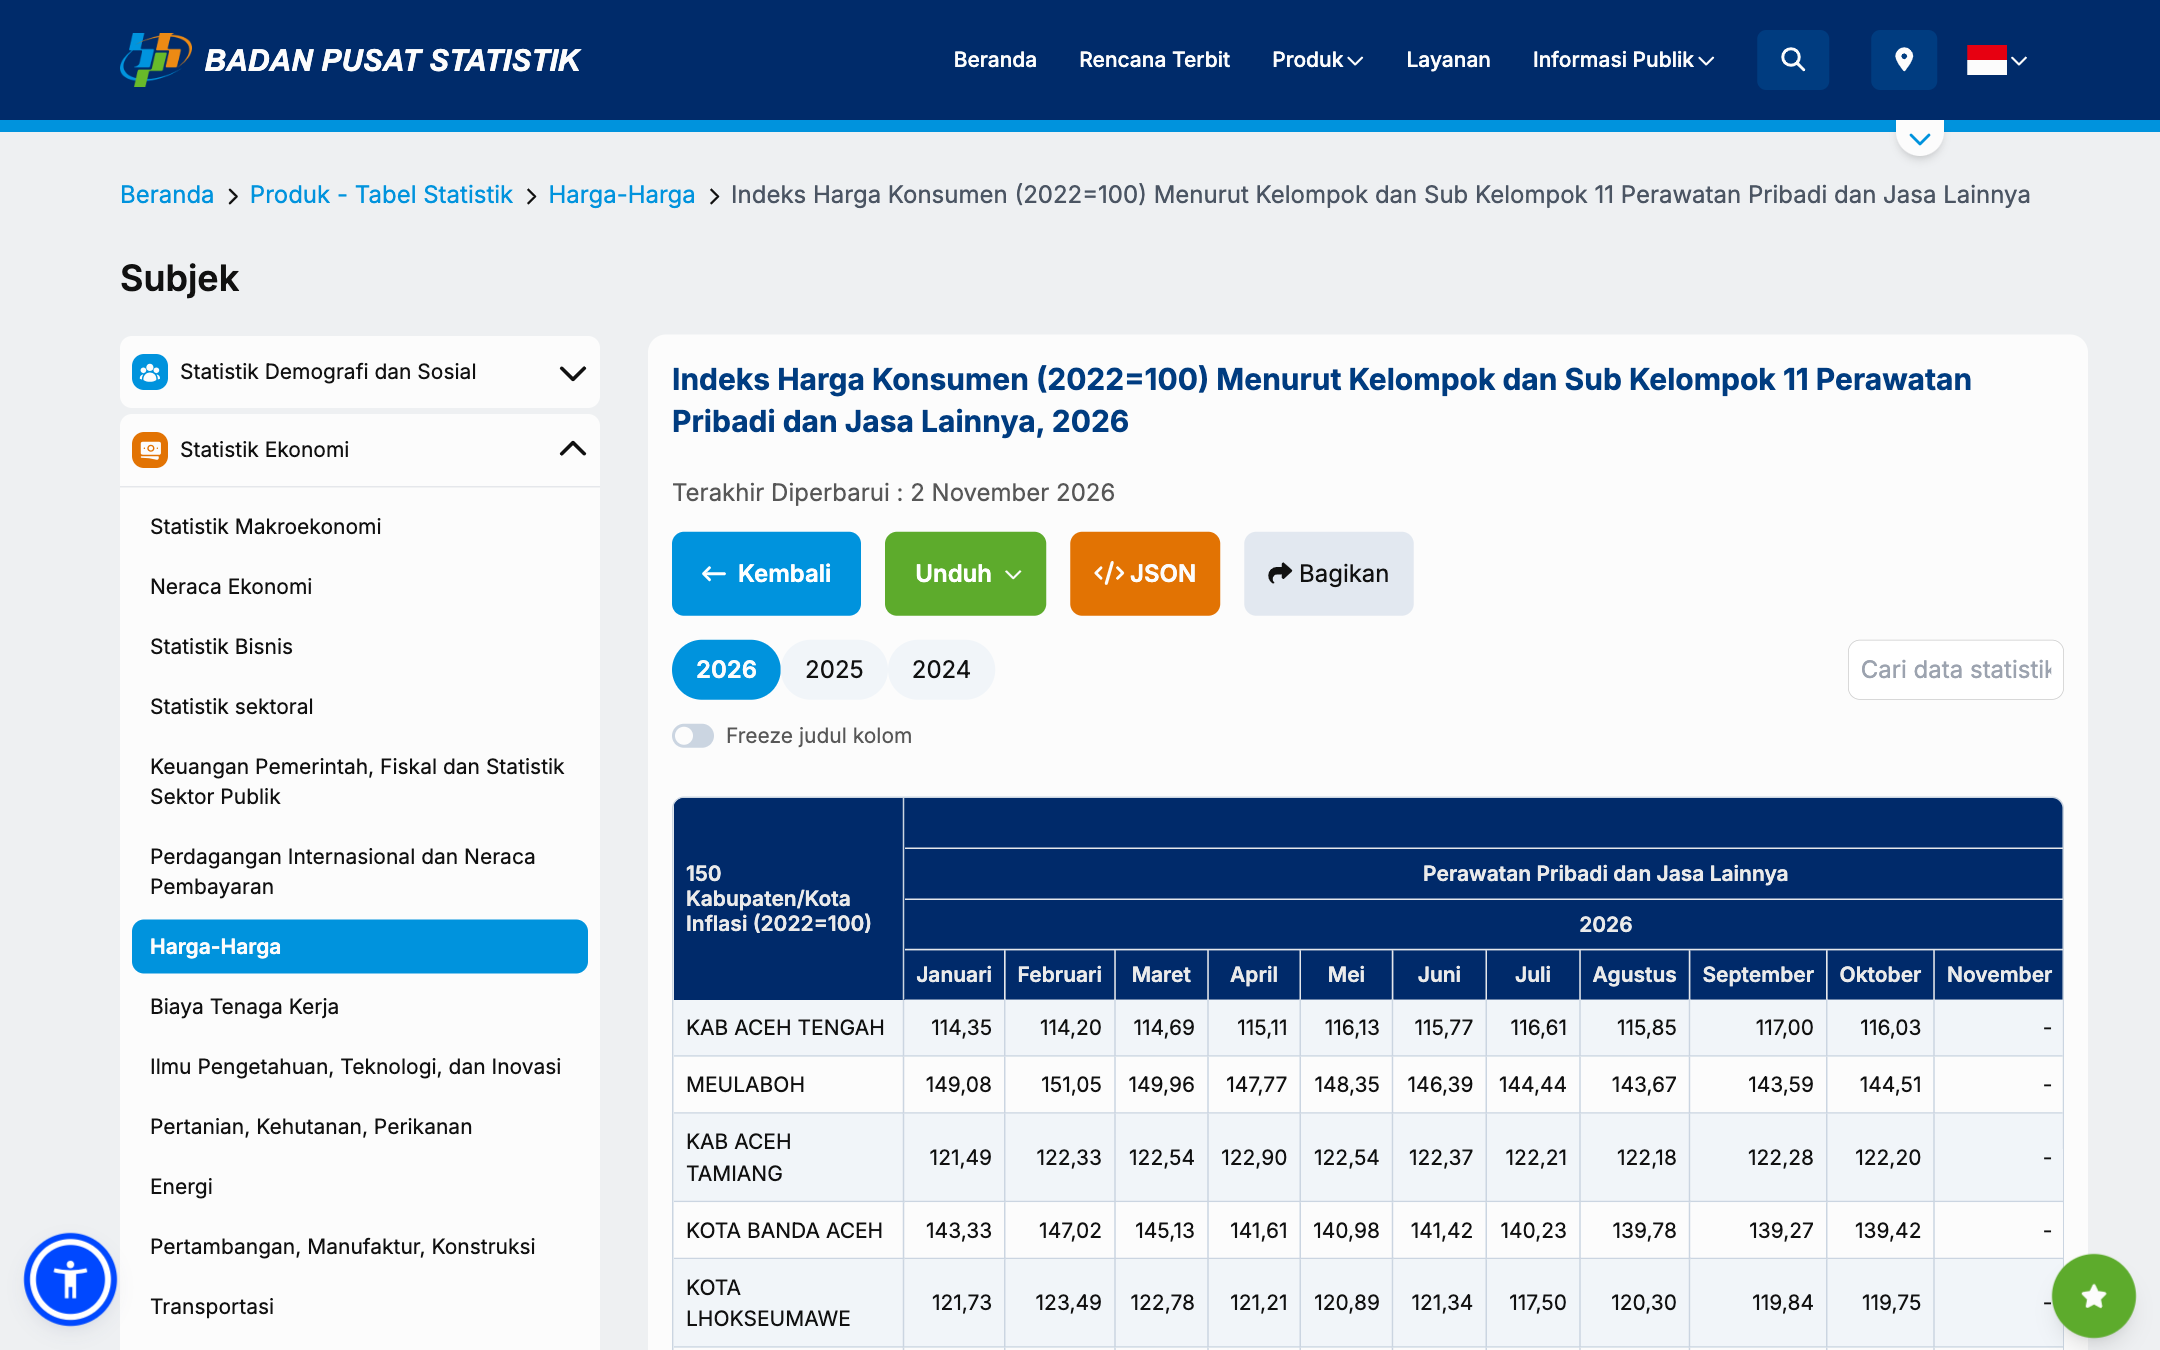 BADAN PUSAT STATISTIK
Beranda
Rencana Terbit
Produk
Layanan
Informasi Publik
Beranda > Produk - Tabel Statistik > Harga-Harga > Indeks Harga Konsumen (2022=100) Menurut Kelompok dan Sub Kelompok 11 Perawatan Pribadi dan Jasa Lainnya
Subjek
Statistik Demografi dan Sosial
Statistik Ekonomi
Statistik Makroekonomi
Neraca Ekonomi
Statistik Bisnis
Statistik sektoral
Keuangan Pemerintah, Fiskal dan Statistik
Sektor Publik
Perdagangan Internasional dan Neraca
Pembayaran
Harga-Harga
Biaya Tenaga Kerja
Ilmu Pengetahuan, Teknologi, dan Inovasi
Pertanian, Kehutanan, Perikanan
Energi
Pertambangan, Manufaktur, Konstruksi
Transportasi
Indeks Harga Konsumen (2022=100) Menurut Kelompok dan Sub Kelompok 11 Perawatan
Pribadi dan Jasa Lainnya, 2026
Terakhir Diperbarui : 2 November 2026
← Kembali
Unduh
</> JSON
Bagikan
2026
2025
2024
Cari data statistik
Freeze judul kolom
150
Kabupaten/Kota
Inflasi (2022=100)
Perawatan Pribadi dan Jasa Lainnya
2026
Januari Februari Maret April Mei Juni Juli Agustus September Oktober November
KAB ACEH TENGAH 114,35 114,20 114,69 115,11 116,13 115,77 116,61 115,85 117,00 116,03 -
MEULABOH 149,08 151,05 149,96 147,77 148,35 146,39 144,44 143,67 143,59 144,51 -
KAB ACEH
TAMIANG 121,49 122,33 122,54 122,90 122,54 122,37 122,21 122,18 122,28 122,20 -
KOTA BANDA ACEH 143,33 147,02 145,13 141,61 140,98 141,42 140,23 139,78 139,27 139,42 -
KOTA
LHOKSEUMAWE 121,73 123,49 122,78 121,21 120,89 121,34 117,50 120,30 119,84 119,75 -